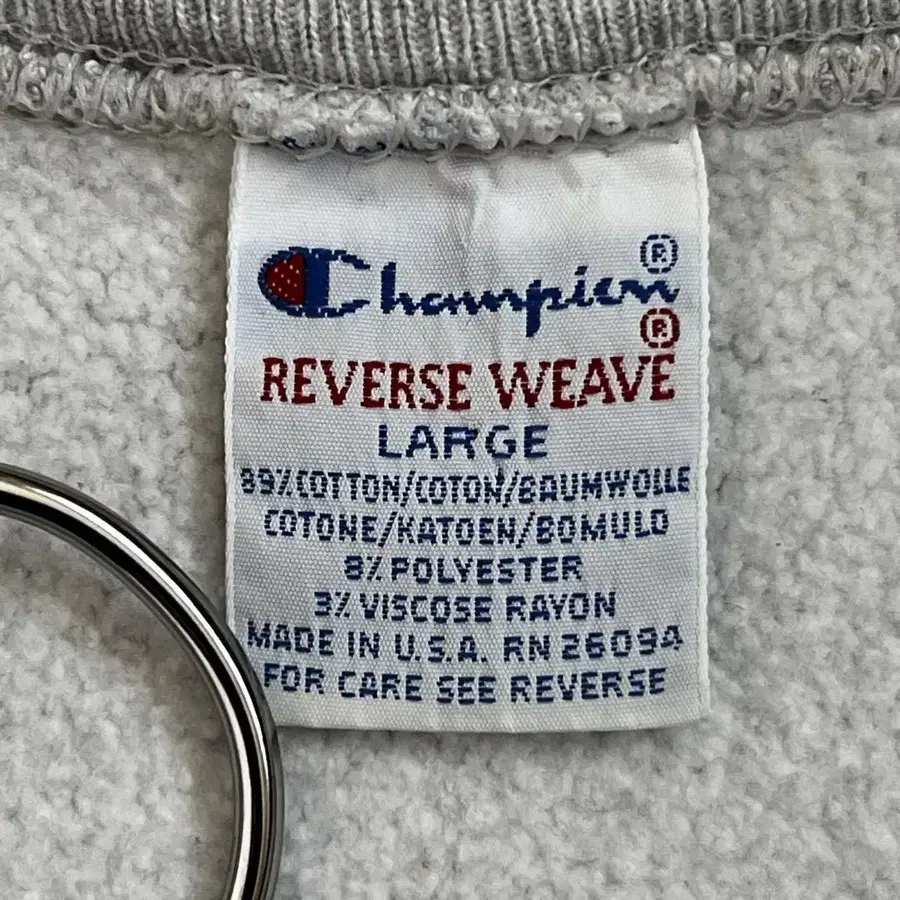 Champion®
REVERSE WEAVE®
LARGE
89% COTTON/COTON/BAUMWOLLE
COTONE/KATOEN/BOMULD
8% POLYESTER
3% VISCOSE RAYON
MADE IN U.S.A. RN 26094
FOR CARE SEE REVERSE